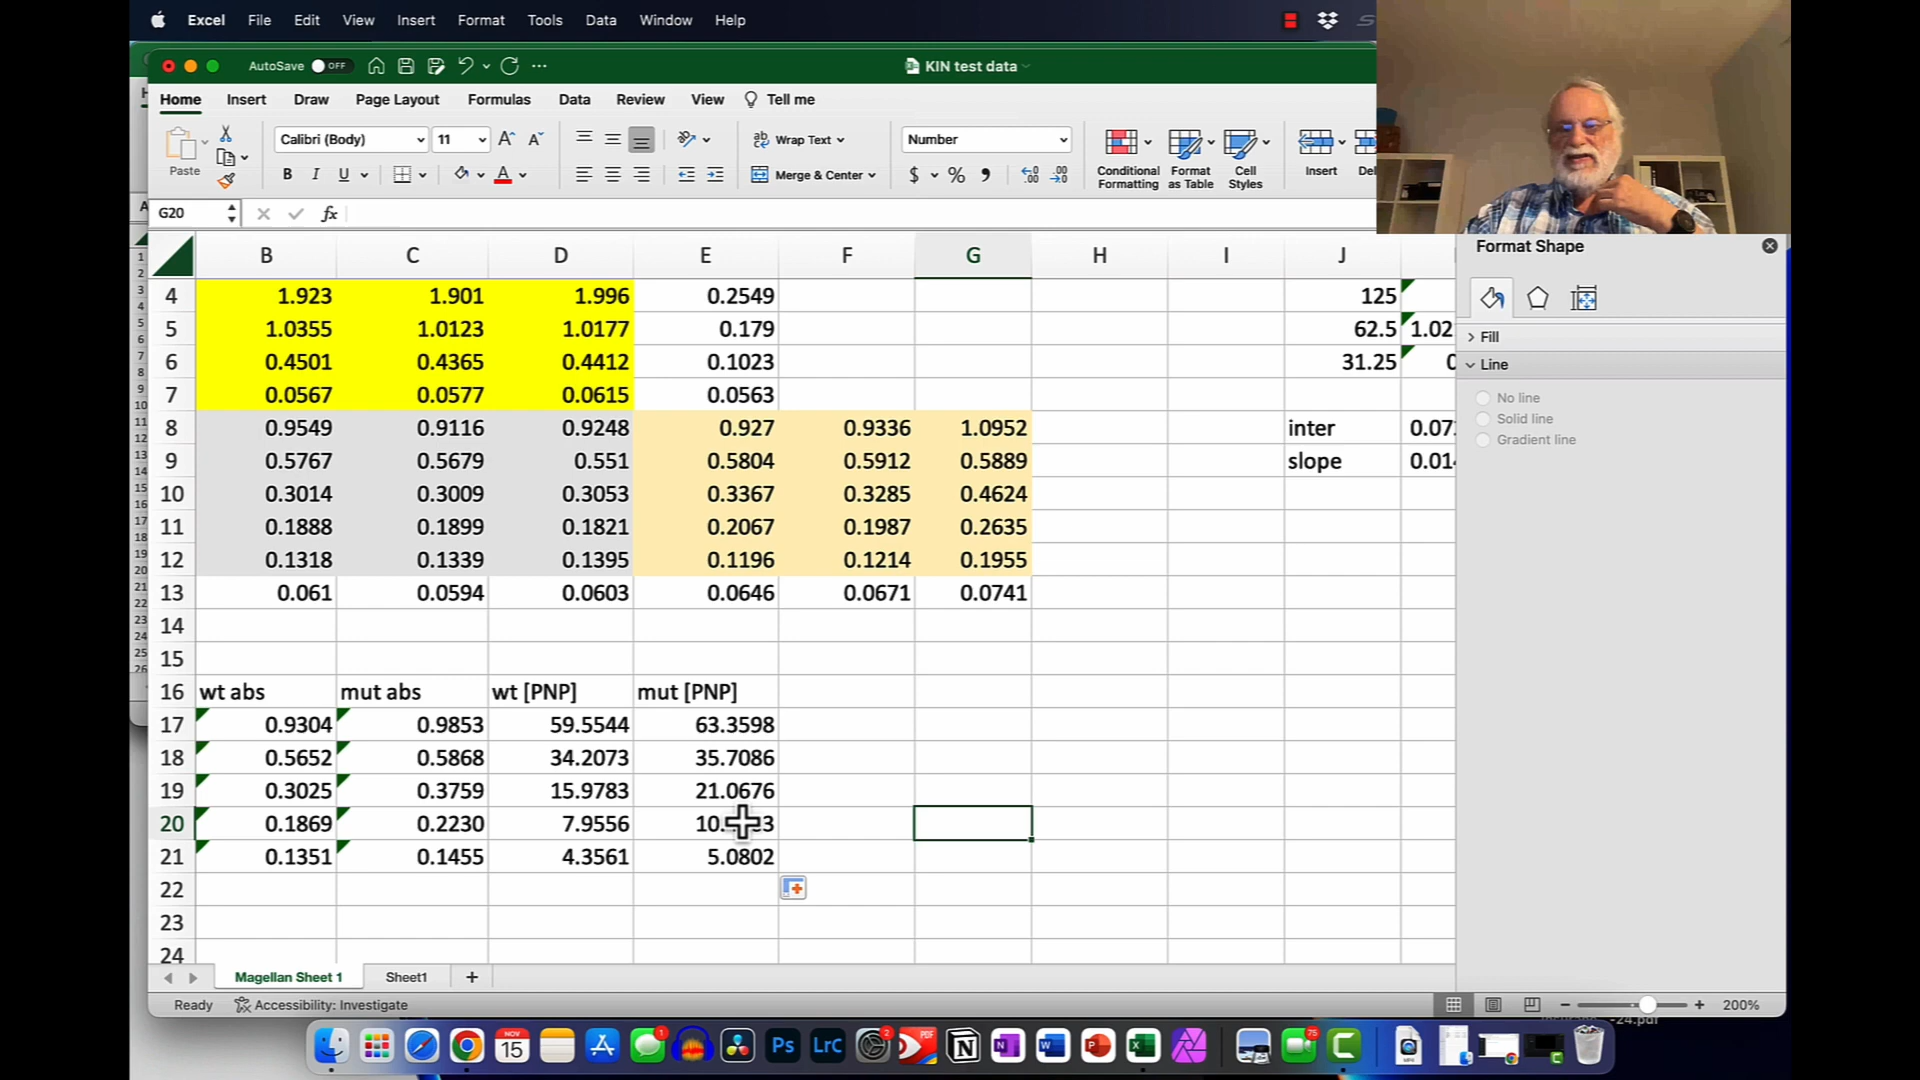 Excel File Edit View Insert Format Tools Data Window Help
AutoSave OFF KIN test data
Home Insert Draw Page Layout Formulas Data Review View Tell me
Paste Calibri (Body) 11 A A Wrap Text Number
B I U A Merge & Center $ % Conditional Formatting Format as Table Cell Styles Insert
G20 fx
B C D E F G H I J
4 1.923 1.901 1.996 0.2549 125
5 1.0355 1.0123 1.0177 0.179 62.5 1.02
6 0.4501 0.4365 0.4412 0.1023 31.25 0
7 0.0567 0.0577 0.0615 0.0563
8 0.9549 0.9116 0.9248 0.927 0.9336 1.0952 inter
9 0.5767 0.5679 0.551 0.5804 0.5912 0.5889 slope
10 0.3014 0.3009 0.3053 0.3367 0.3285 0.4624
11 0.1888 0.1899 0.1821 0.2067 0.1987 0.2635
12 0.1318 0.1339 0.1395 0.1196 0.1214 0.1955
13 0.061 0.0594 0.0603 0.0646 0.0671 0.0741
14
15
16 wt abs mut abs wt [PNP] mut [PNP]
17 0.9304 0.9853 59.5544 63.3598
18 0.5652 0.5868 34.2073 35.7086
19 0.3025 0.3759 15.9783 21.0676
20 0.1869 0.2230 7.9556
21 0.1351 0.1455 4.3561 5.0802
22
23
24
Format Shape
Fill
Line
No line
Solid line
Gradient line
Magellan Sheet 1 Sheet1 +
Ready Accessibility: Investigate 200%
NOV
15
1
Ps LrC 2 PDF
75